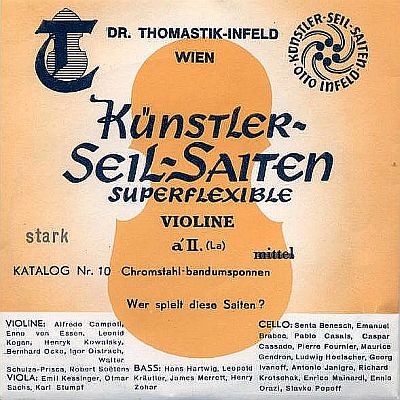 DR. THOMASTIK-INFELD
WIEN
KÜNSTLER-SEIL-SAITEN
OTTO INFELD
KÜNSTLER-
SEIL-SAITEN
SUPERFLEXIBLE
VIOLINE
a' II. (La)
stark
mittel
KATALOG Nr. 10 Chromstahl-bandumsponnen
Wer spielt diese Saiten?
VIOLINE: Alfredo Campoli,
Enno von Essen, Leonid
Kogan, Henryk Kowalsky,
Bernhard Ocko, Igor Oistrach, Walter
Schulze-Prisca, Robert Soëtens
VIOLA: Emil Kessinger, Otmar
Sachs, Karl Stumpf
BASS: Hans Hartwig, Leopold
Kräutler, James Merrett, Henry
Zohar
CELLO: Senta Benesch, Emanuel
Brabec, Pablo Casals, Caspar
Cassado, Pierre Fournier, Maurice
Gendron, Ludwig Hoelscher, Georg
Ivanoff, Antonio Janigro, Richard
Krotschak, Enrico Mainardi, Ennio
Orazi, Slavko Popoff